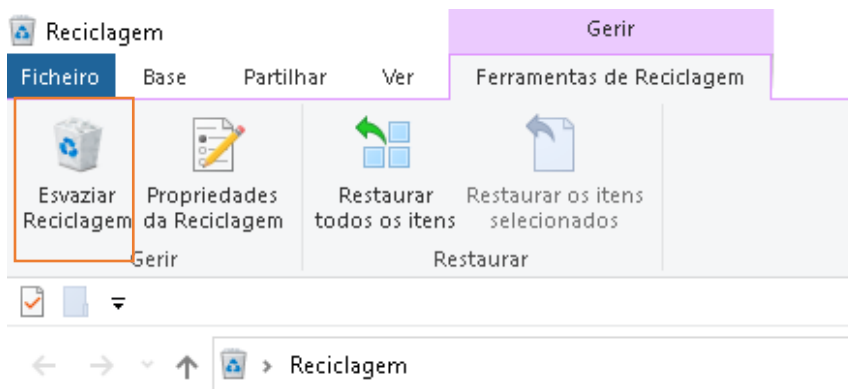 Reciclagem
Gerir
Ficheiro Base Partilhar Ver Ferramentas de Reciclagem
Esvaziar Reciclagem
Propriedades da Reciclagem
Restaurar todos os itens
Restaurar os itens selecionados
Gerir
Restaurar
Reciclagem